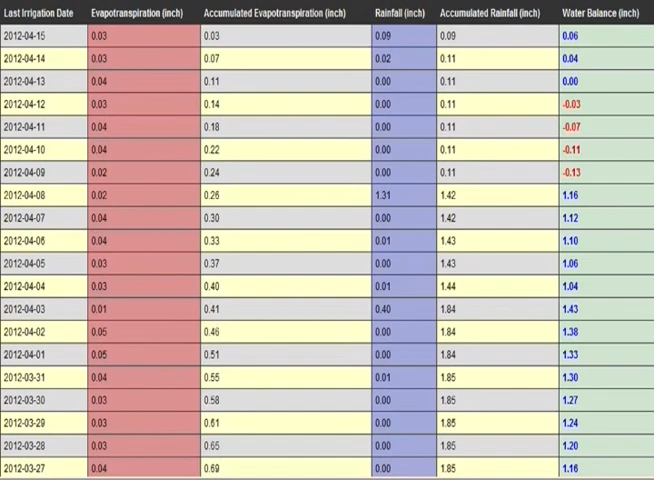 Last Irrigation Date Evapotranspiration (inch) Accumulated Evapotranspiration (inch) Rainfall (inch) Accumulated Rainfall (inch) Water Balance (inch)
2012-04-15 0.03 0.03 0.09 0.09 0.06
2012-04-14 0.03 0.07 0.02 0.11 0.04
2012-04-13 0.04 0.11 0.00 0.11 0.00
2012-04-12 0.03 0.14 0.00 0.11 -0.03
2012-04-11 0.04 0.18 0.00 0.11 -0.07
2012-04-10 0.04 0.22 0.00 0.11 -0.11
2012-04-09 0.02 0.24 0.00 0.11 -0.13
2012-04-08 0.02 0.26 1.31 1.42 1.16
2012-04-07 0.04 0.30 0.00 1.42 1.12
2012-04-06 0.04 0.33 0.01 1.43 1.10
2012-04-05 0.03 0.37 0.00 1.43 1.06
2012-04-04 0.03 0.40 0.01 1.44 1.04
2012-04-03 0.01 0.41 0.40 1.84 1.43
2012-04-02 0.05 0.46 0.00 1.84 1.38
2012-04-01 0.05 0.51 0.00 1.84 1.33
2012-03-31 0.04 0.55 0.01 1.85 1.30
2012-03-30 0.03 0.58 0.00 1.85 1.27
2012-03-29 0.03 0.61 0.00 1.85 1.24
2012-03-28 0.03 0.65 0.00 1.85 1.20
2012-03-27 0.04 0.69 0.00 1.85 1.16